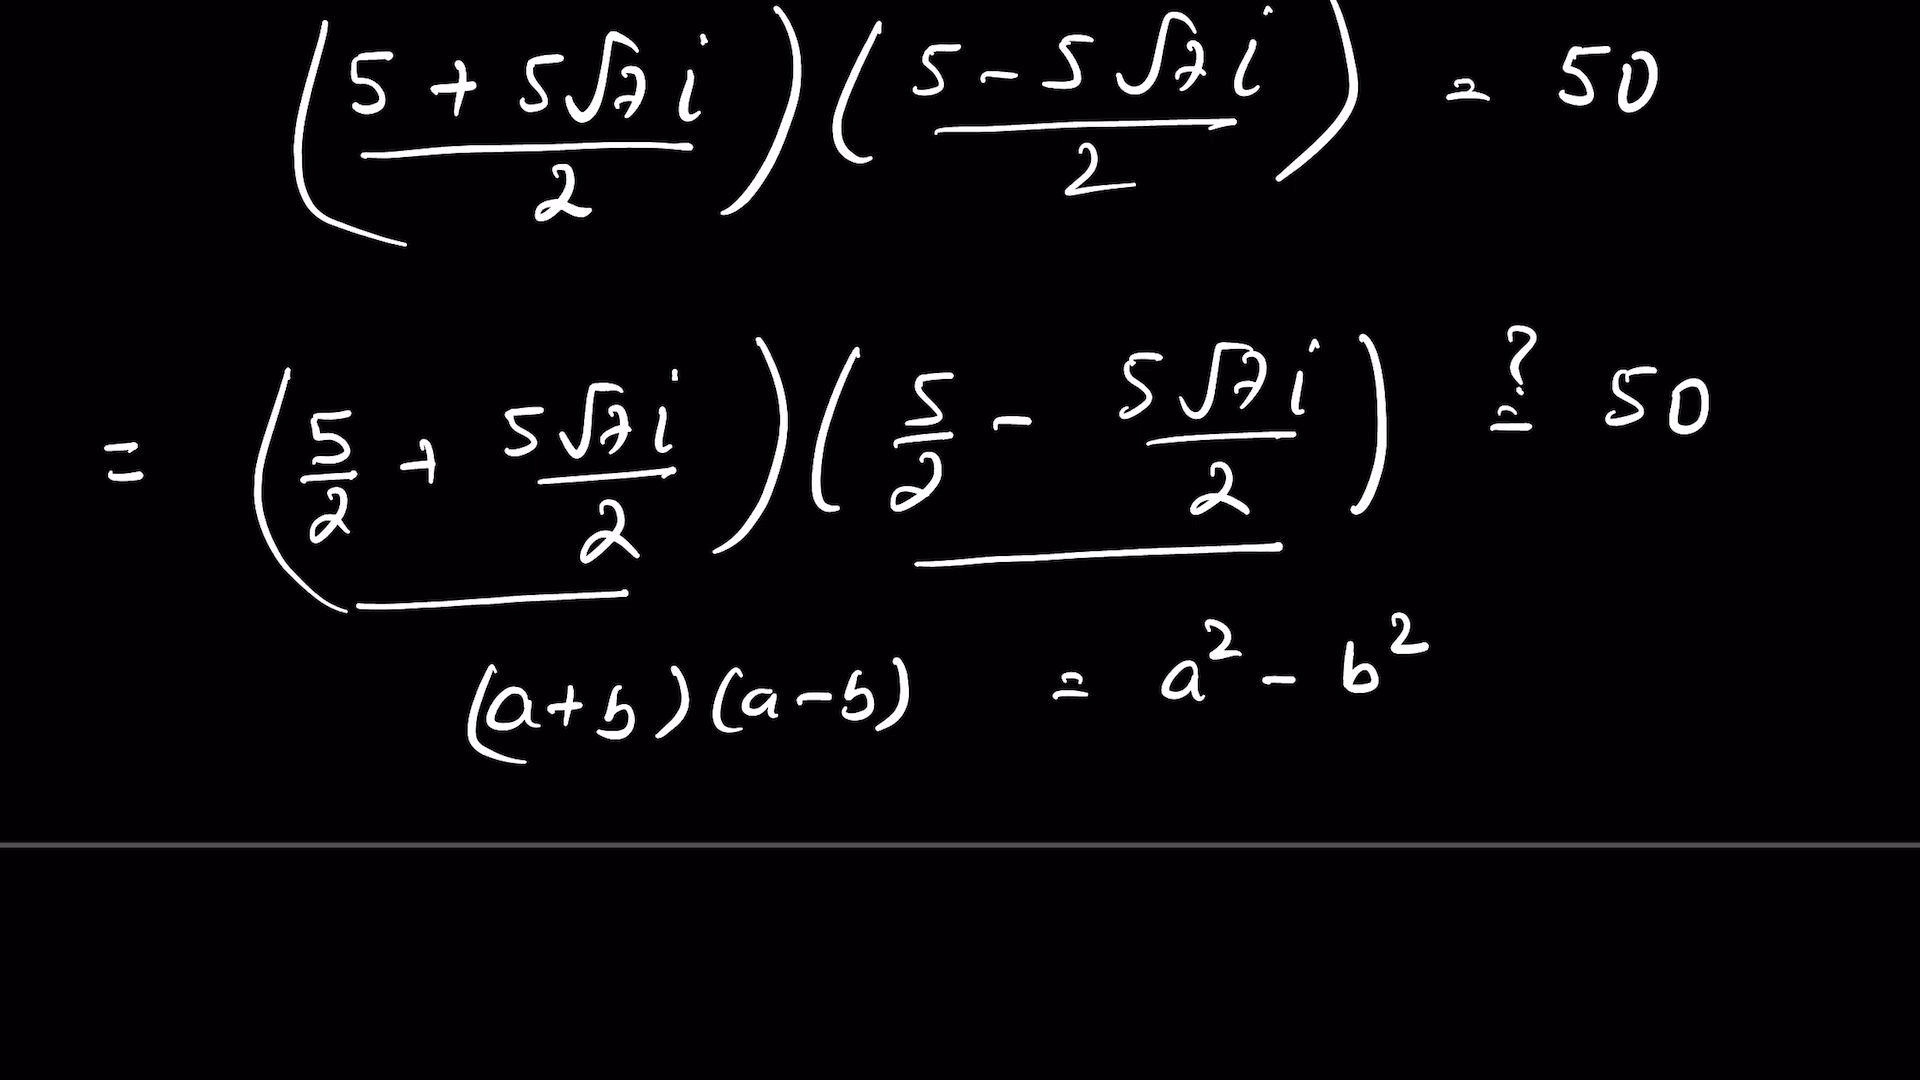 ((5 + 5√7 i)/2) ((5 - 5√7 i)/2) = 50
= (5/2 + 5√7 i/2) (5/2 - 5√7 i/2) ≟ 50
(a+b)(a-b) = a² - b²